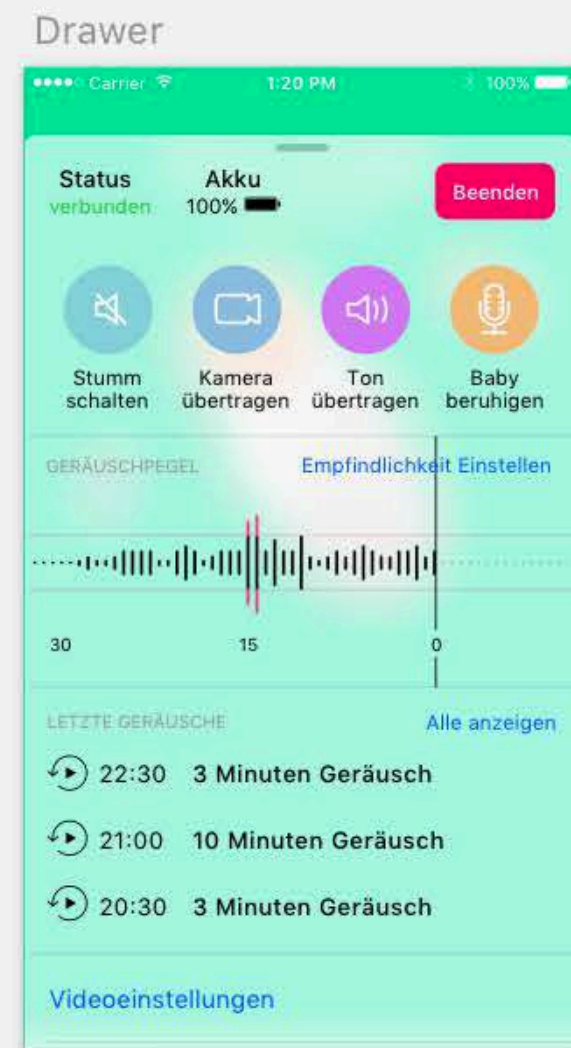 Drawer
Carrier 1:20 PM 100%
Status Akku
verbunden 100%
Beenden
Stumm schalten
Kamera übertragen
Ton übertragen
Baby beruhigen
GERÄUSCHPEGEL Empfindlichkeit Einstellen
30 15 0
LETZTE GERÄUSCHE Alle anzeigen
22:30 3 Minuten Geräusch
21:00 10 Minuten Geräusch
20:30 3 Minuten Geräusch
Videoeinstellungen